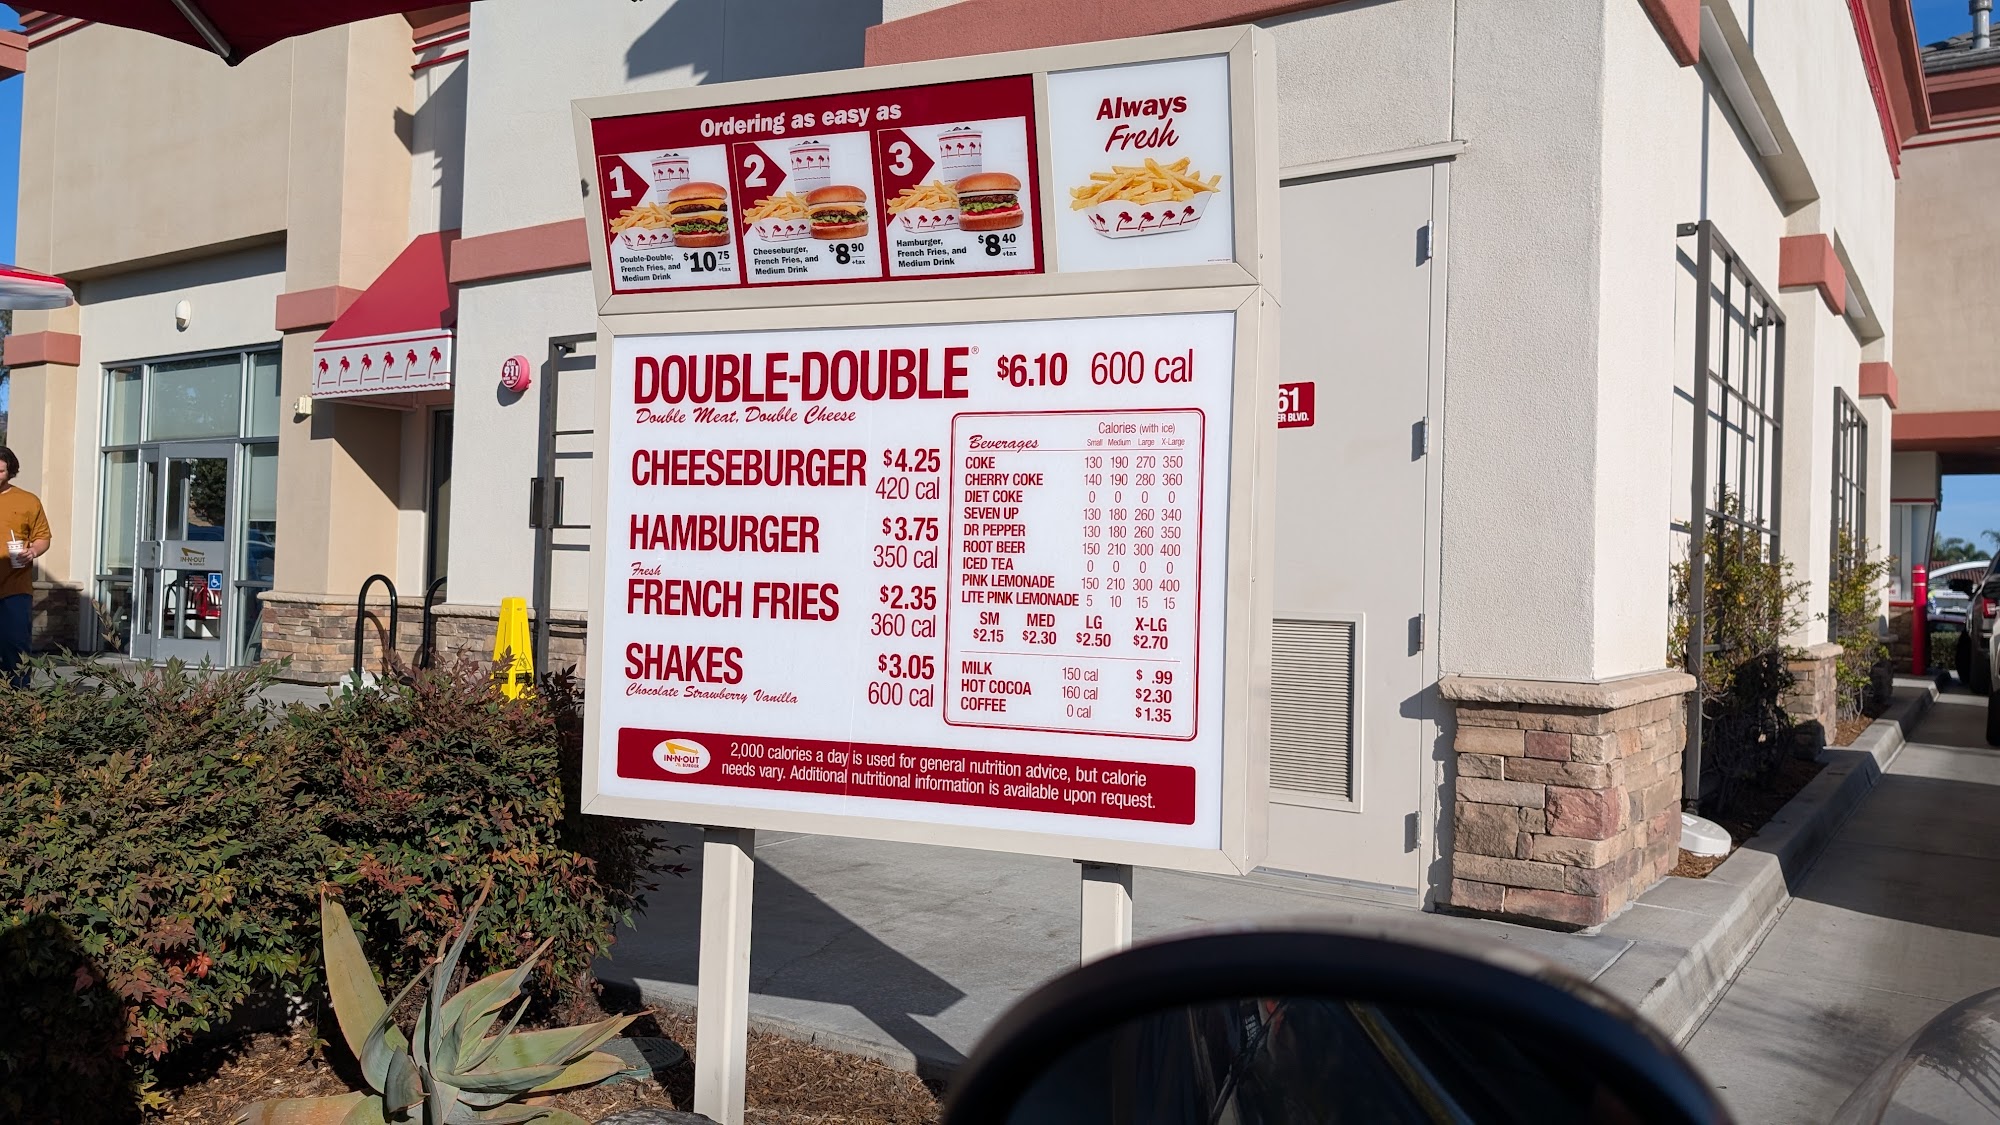 Ordering as easy as
1
Double-Double,
French Fries, and
Medium Drink
$10 75
+tax
2
Cheeseburger,
French Fries, and
Medium Drink
$8 90
+tax
3
Hamburger,
French Fries, and
Medium Drink
$8 40
+tax
Always
Fresh
DOUBLE-DOUBLE® $6.10 600 cal
Double Meat, Double Cheese
CHEESEBURGER $4.25
420 cal
HAMBURGER $3.75
350 cal
Fresh
FRENCH FRIES $2.35
360 cal
SHAKES $3.05
Chocolate Strawberry Vanilla 600 cal
Calories (with ice)
Beverages Small Medium Large X-Large
COKE 130 190 270 350
CHERRY COKE 140 190 280 360
DIET COKE 0 0 0 0
SEVEN UP 130 180 260 340
DR PEPPER 130 180 260 350
ROOT BEER 150 210 300 400
ICED TEA 0 0 0 0
PINK LEMONADE 150 210 300 400
LITE PINK LEMONADE 5 10 15 15
SM MED LG X-LG
$2.15 $2.30 $2.50 $2.70
MILK 150 cal $ .99
HOT COCOA 160 cal $2.30
COFFEE 0 cal $1.35
IN-N-OUT
BURGER
2,000 calories a day is used for general nutrition advice, but calorie
needs vary. Additional nutritional information is available upon request.
911
61
ER BLVD.
IN-N-OUT